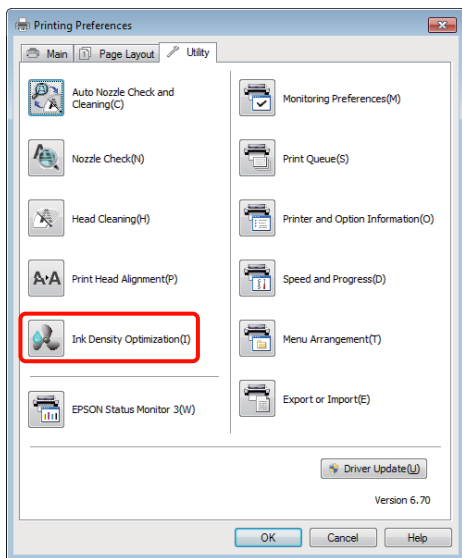 Printing Preferences
Main
Page Layout
Utility
Auto Nozzle Check and
Cleaning(C)
Nozzle Check(N)
Head Cleaning(H)
A A Print Head Alignment(P)
Ink Density Optimization(I)
EPSON Status Monitor 3(W)
Monitoring Preferences(M)
Print Queue(S)
Printer and Option Information(O)
Speed and Progress(D)
Menu Arrangement(T)
Export or Import(E)
Driver Update(U)
Version 6.70
OK
Cancel
Help